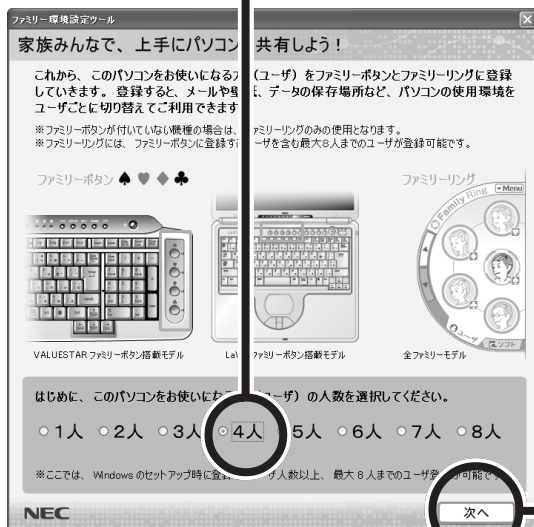 ファミリー環境設定ツール
家族みんなで、上手にパソコン 共有しよう！
これから、このパソコンをお使いになる (ユーザ) をファミリーボタンとファミリーリングに登録
していきます。登録すると、メールや 、データの保存場所など、パソコンの使用環境を
ユーザごとに切り替えてご利用できます
※ファミリーボタンが付いていない機種の場合は、 ァミリーリングのみの使用となります。
※ファミリーリングには、ファミリーボタンに登録す ーザを含む最大8人までのユーザが登録可能です。
ファミリーボタン ♠ ♥ ♦ ♣
ファミリーリング
Family Ring
Menu
ユーザ
ソフト
VALUESTAR ファミリーボタン搭載モデル
LaV ファミリーボタン搭載モデル
全ファミリーモデル
はじめに、このパソコンをお使いにな ーザ) の人数を選択してください。
1人 2人 3人 4人 5人 6人 7人 8人
※ここでは、Windows のセットアップ時に登録 ザ人数以上、最大8人までのユーザ登 が可能で
NEC
次へ